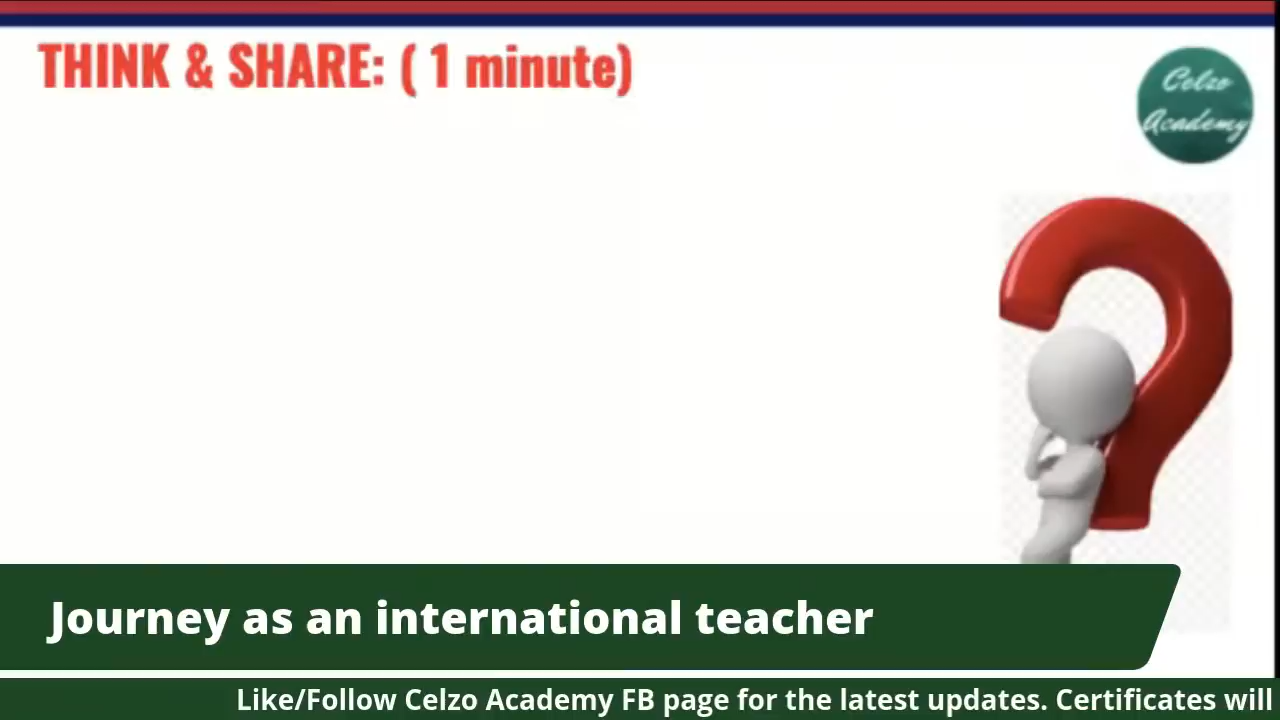 THINK & SHARE: ( 1 minute)
Celzo
Academy
Journey as an international teacher
Like/Follow Celzo Academy FB page for the latest updates. Certificates will